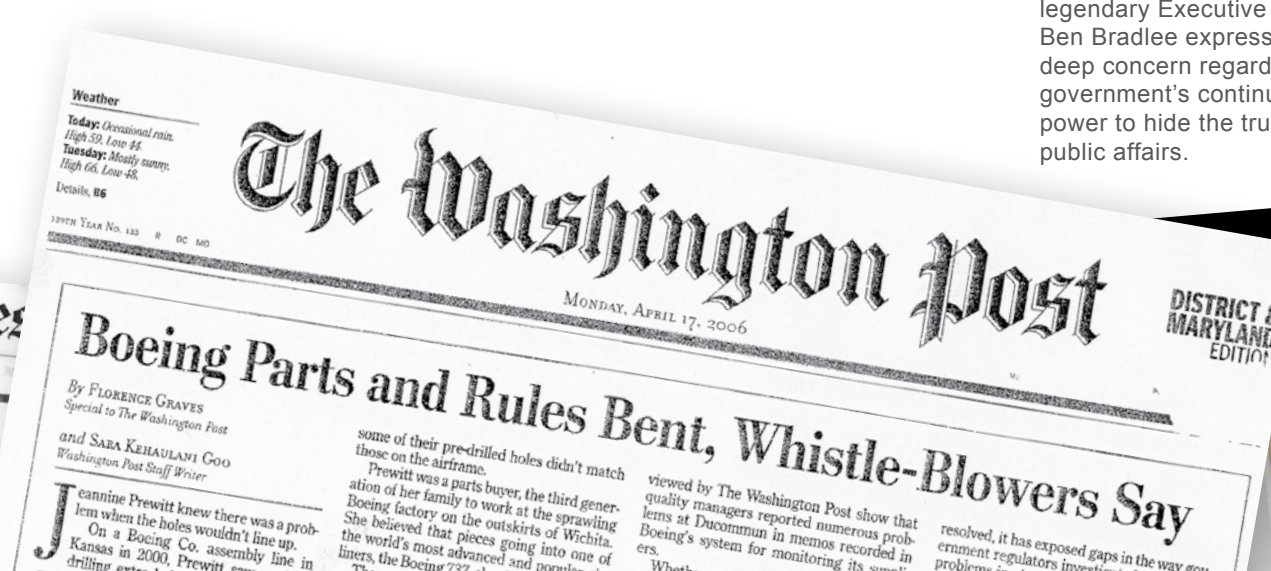 legendary Executive
Ben Bradlee express
deep concern regard
government's continu
power to hide the tru
public affairs.
Weather
Today: Occasional rain.
High 59. Low 44.
Tuesday: Mostly sunny.
High 66. Low 48.
Details, B6
129TH YEAR No. 133 R DC MD
The Washington Post
MONDAY, APRIL 17, 2006
DISTRICT &
MARYLAND
EDITION
Boeing Parts and Rules Bent, Whistle-Blowers Say
By FLORENCE GRAVES
Special to The Washington Post
and SARA KEHAULANI GOO
Washington Post Staff Writer
Jeannine Prewitt knew there was a prob-
lem when the holes wouldn't line up.
On a Boeing Co. assembly line in
Kansas in 2000, Prewitt
drilling
some of their pre-drilled holes didn't match
those on the airframe.
Prewitt was a parts buyer, the third gener-
ation of her family to work at the sprawling
Boeing factory on the outskirts of Wichita.
She believed that pieces going into one of
the world's most advanced and
liners, the Boeing 737,
viewed by The Washington Post show that
quality managers reported numerous prob-
lems at Ducommun in memos recorded in
Boeing's system for monitoring its
ers.
resolved, it has exposed gaps in the way
ernment regulators
problems